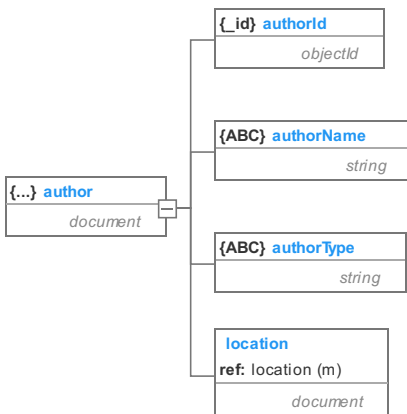 {_id} authorId
objectId
{ABC} authorName
string
{...} author
document
{ABC} authorType
string
location
ref: location (m)
document